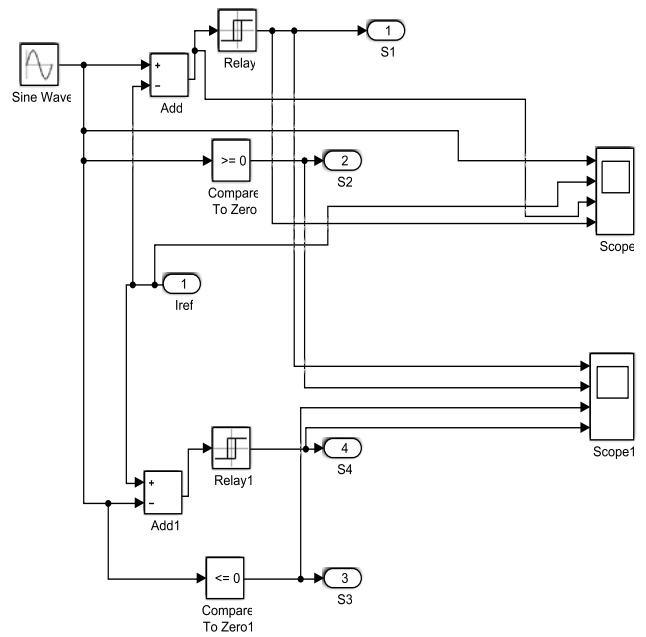 1
S1
Relay
Sine Wave
+
−
Add
>= 0
2
S2
Compare
To Zero
Scope
1
Iref
Relay1
4
S4
Scope1
+
−
Add1
<= 0
3
S3
Compare
To Zero1